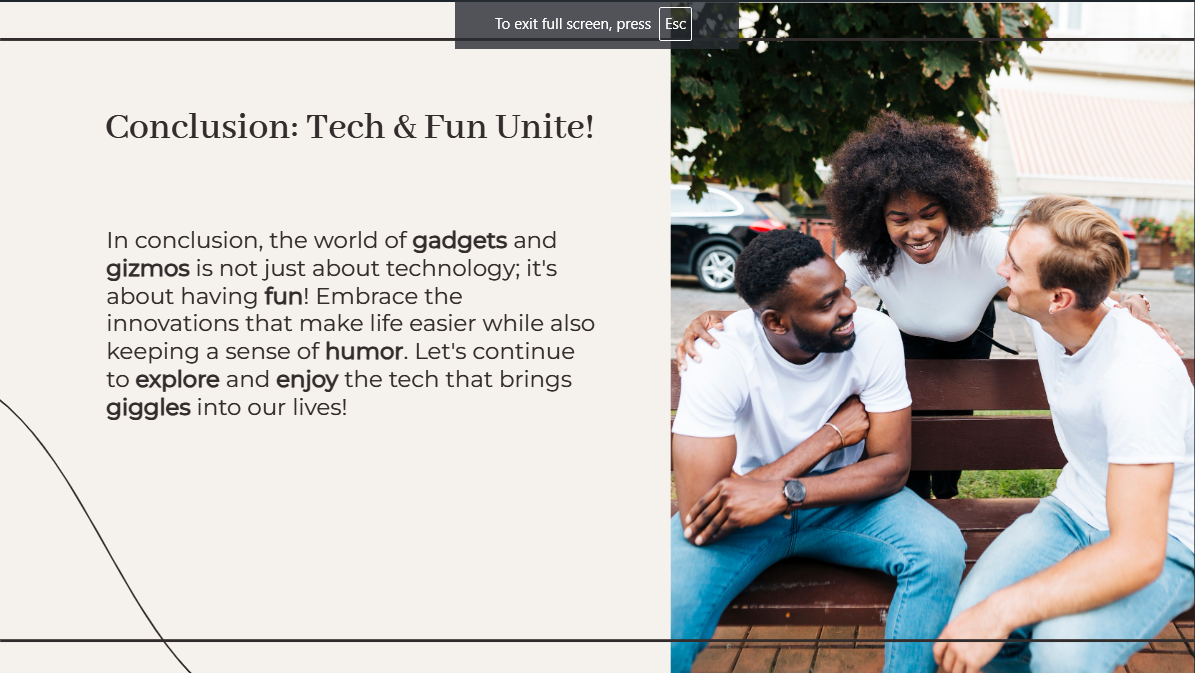 To exit full screen, press Esc
Conclusion: Tech & Fun Unite!
In conclusion, the world of gadgets and
gizmos is not just about technology; it's
about having fun! Embrace the
innovations that make life easier while also
keeping a sense of humor. Let's continue
to explore and enjoy the tech that brings
giggles into our lives!